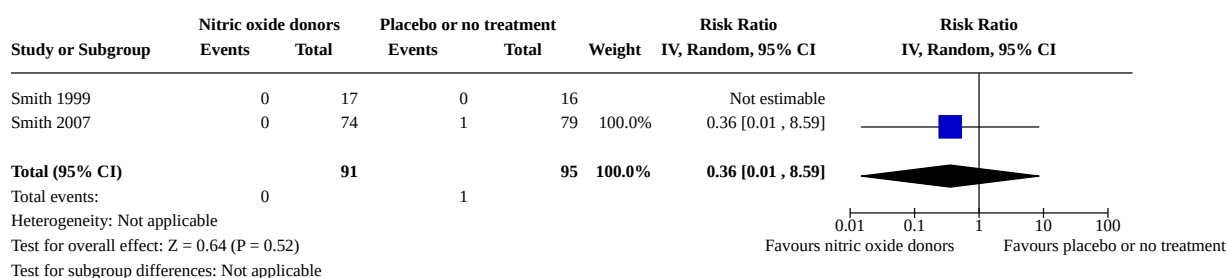 Nitric oxide donors Placebo or no treatment Risk Ratio Risk Ratio
Study or Subgroup Events Total Events Total Weight IV, Random, 95% CI IV, Random, 95% CI
Smith 1999 0 17 0 16 Not estimable
Smith 2007 0 74 1 79 100.0% 0.36 [0.01 , 8.59]
Total (95% CI) 91 95 100.0% 0.36 [0.01 , 8.59]
Total events: 0 1
Heterogeneity: Not applicable 0.01 0.1 1 10 100
Test for overall effect: Z = 0.64 (P = 0.52) Favours nitric oxide donors Favours placebo or no treatment
Test for subgroup differences: Not applicable